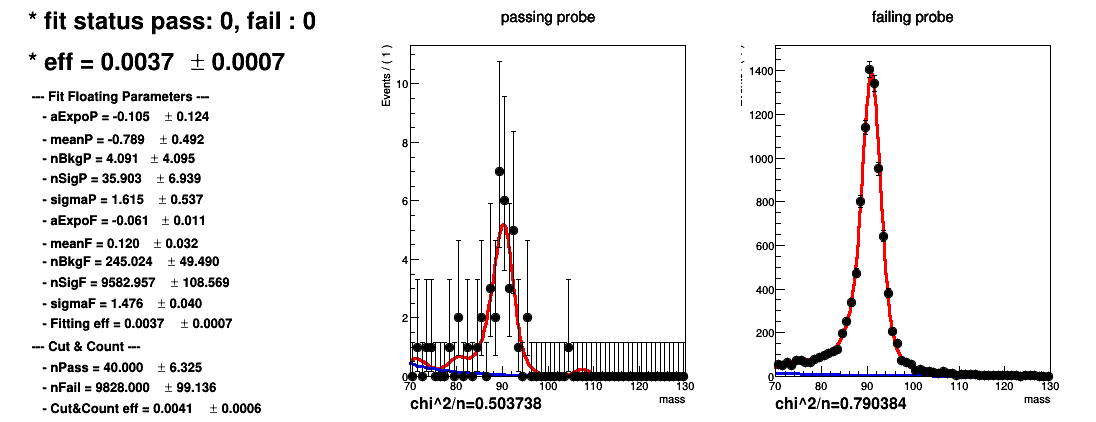 * fit status pass: 0, fail : 0
* eff = 0.0037 ± 0.0007
--- Fit Floating Parameters ---
- aExpoP = -0.105 ± 0.124
- meanP = -0.789 ± 0.492
- nBkgP = 4.091 ± 4.095
- nSigP = 35.903 ± 6.939
- sigmaP = 1.615 ± 0.537
- aExpoF = -0.061 ± 0.011
- meanF = 0.120 ± 0.032
- nBkgF = 245.024 ± 49.490
- nSigF = 9582.957 ± 108.569
- sigmaF = 1.476 ± 0.040
- Fitting eff = 0.0037 ± 0.0007
--- Cut & Count ---
- nPass = 40.000 ± 6.325
- nFail = 9828.000 ± 99.136
- Cut&Count eff = 0.0041 ± 0.0006
passing probe
Events / ( 1 )
10
8
6
4
2
0
70 80 90 100 110 120 130
mass
chi^2/n=0.503738
failing probe
1400
1200
1000
800
600
400
200
0
70 80 90 100 110 120 130
mass
chi^2/n=0.790384